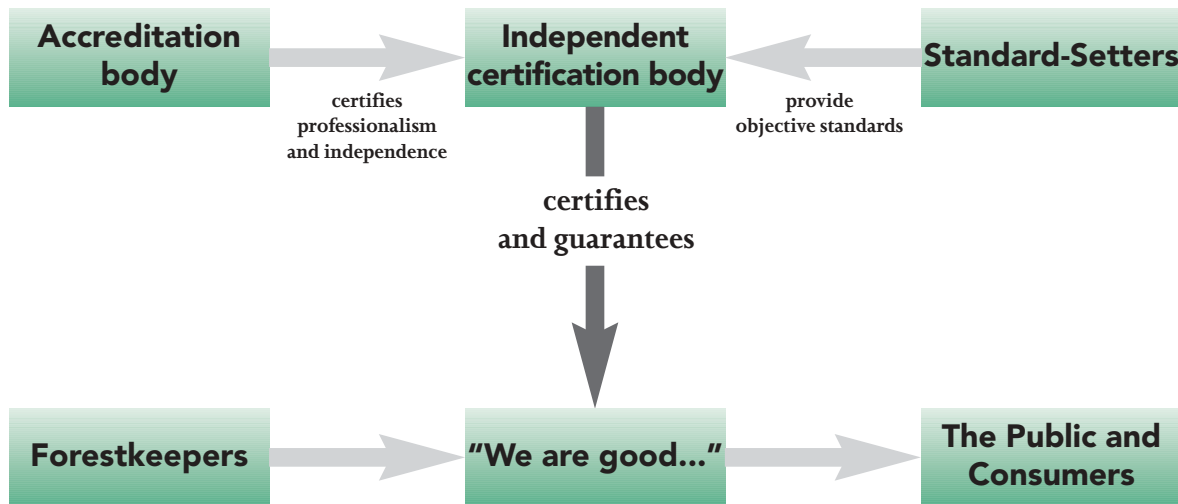 Accreditation
body
Independent
certification body
Standard-Setters
certifies
professionalism
and independence
provide
objective standards
certifies
and guarantees
Forestkeepers
“We are good...”
The Public and
Consumers